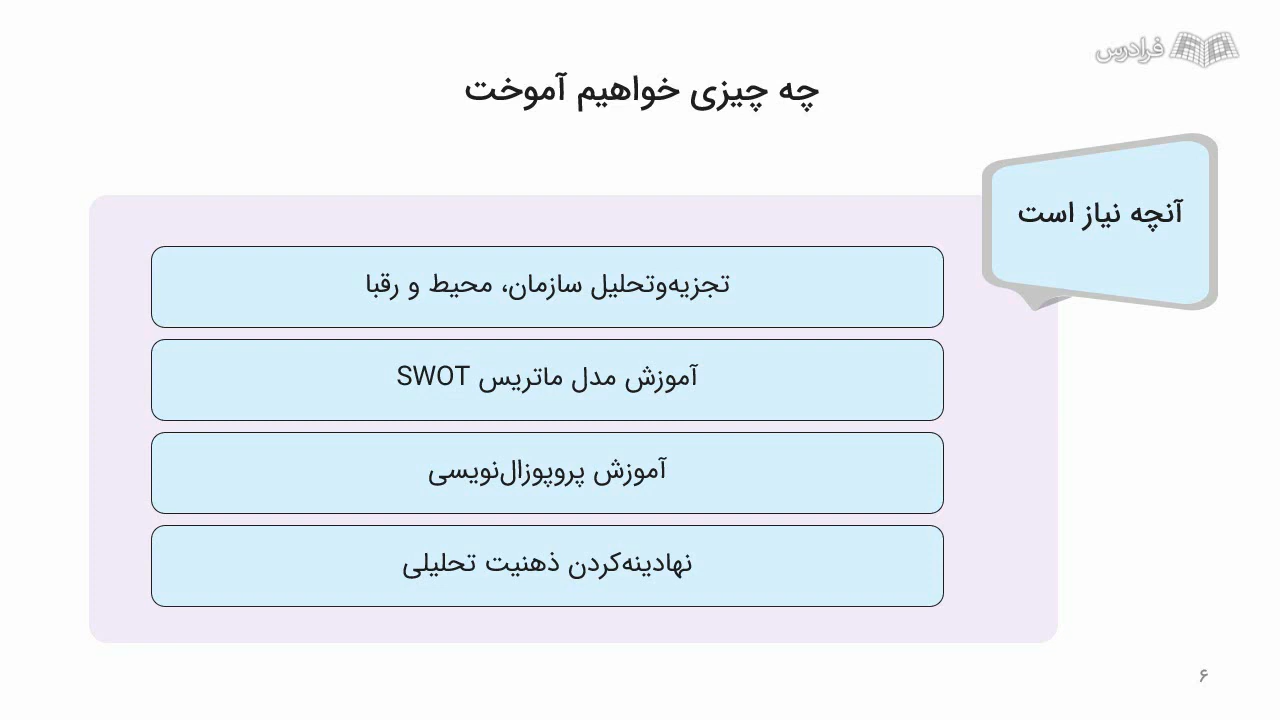 فرادرس
چه چیزی خواهیم آموخت
آنچه نیاز است
تجزیه‌وتحلیل سازمان، محیط و رقبا
آموزش مدل ماتریس SWOT
آموزش پروپوزال‌نویسی
نهادینه‌کردن ذهنیت تحلیلی
۶